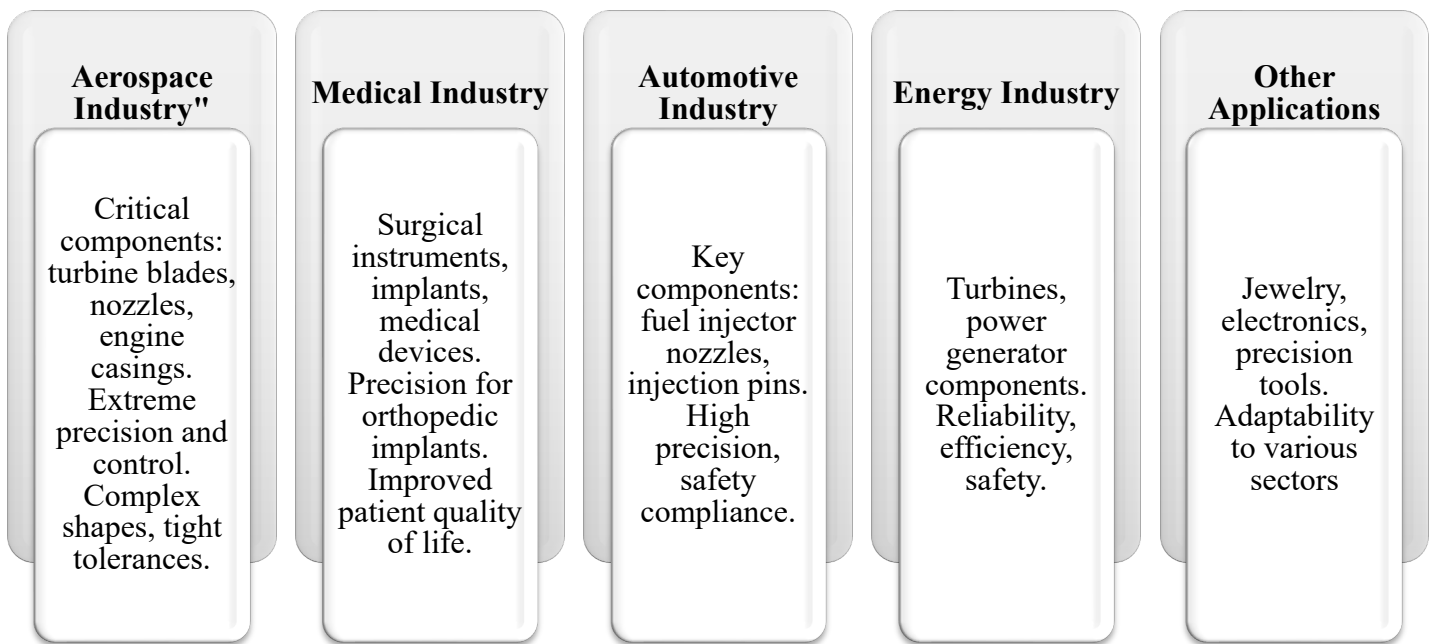 Aerospace
Industry"
Critical
components:
turbine blades,
nozzles,
engine
casings.
Extreme
precision and
control.
Complex
shapes, tight
tolerances.
Medical Industry
Surgical
instruments,
implants,
medical
devices.
Precision for
orthopedic
implants.
Improved
patient quality
of life.
Automotive
Industry
Key
components:
fuel injector
nozzles,
injection pins.
High
precision,
safety
compliance.
Energy Industry
Turbines,
power
generator
components.
Reliability,
efficiency,
safety.
Other
Applications
Jewelry,
electronics,
precision
tools.
Adaptability
to various
sectors